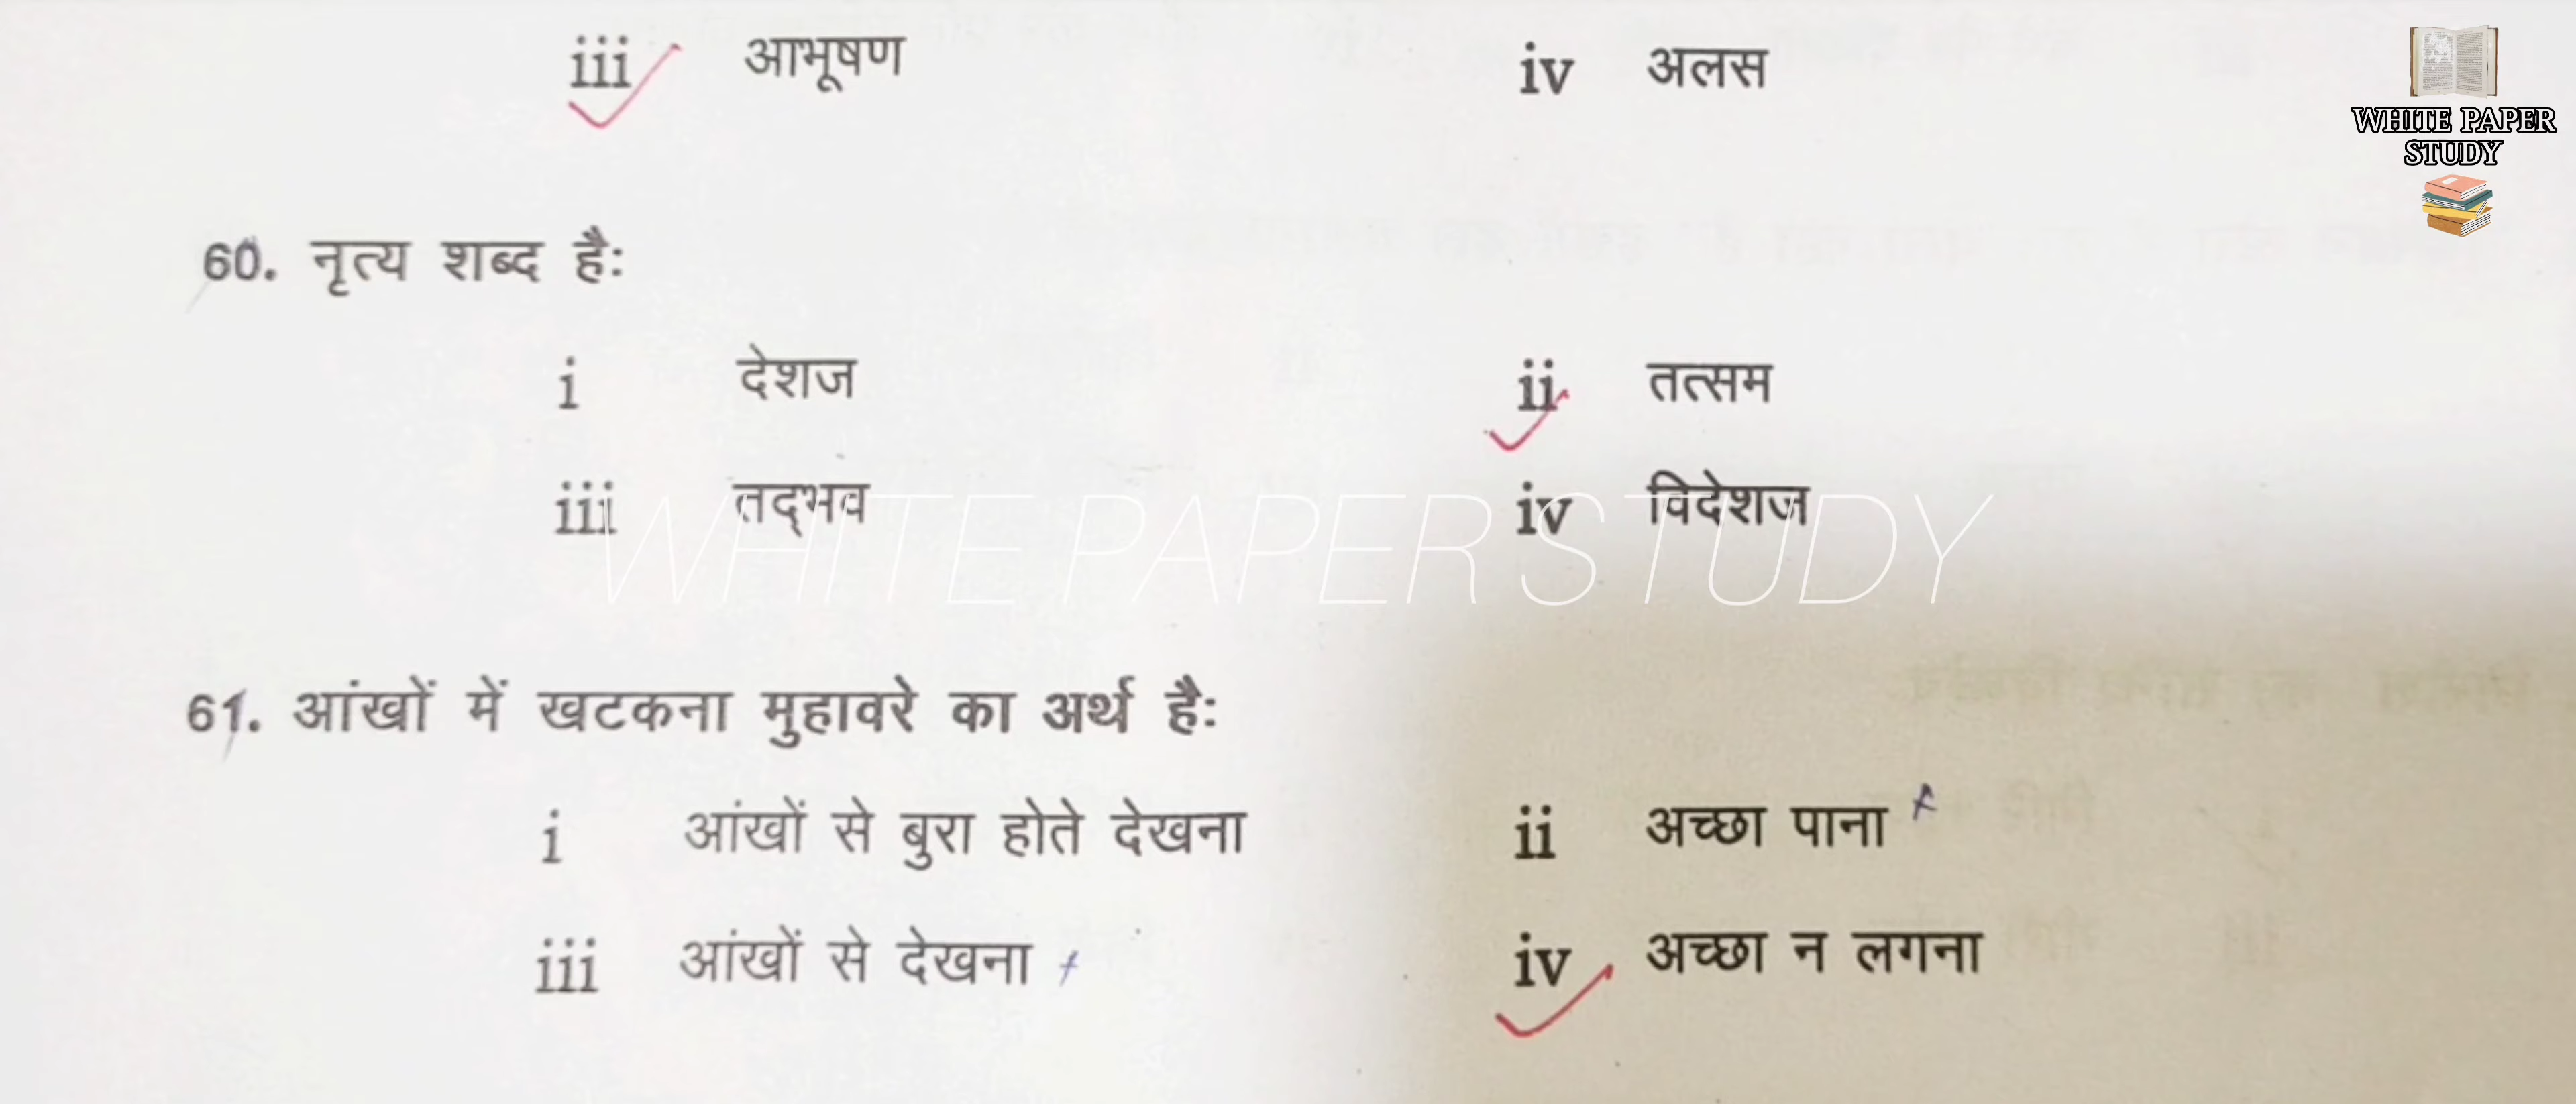 iii आभूषण iv अलस
WHITE PAPER
STUDY
60. नृत्य शब्द है:
i देशज ii तत्सम
iii तद्भव iv विदेशज
WHITE PAPER STUDY
61. आंखों में खटकना मुहावरे का अर्थ है:
i आंखों से बुरा होते देखना ii अच्छा पाना
iii आंखों से देखना iv अच्छा न लगना